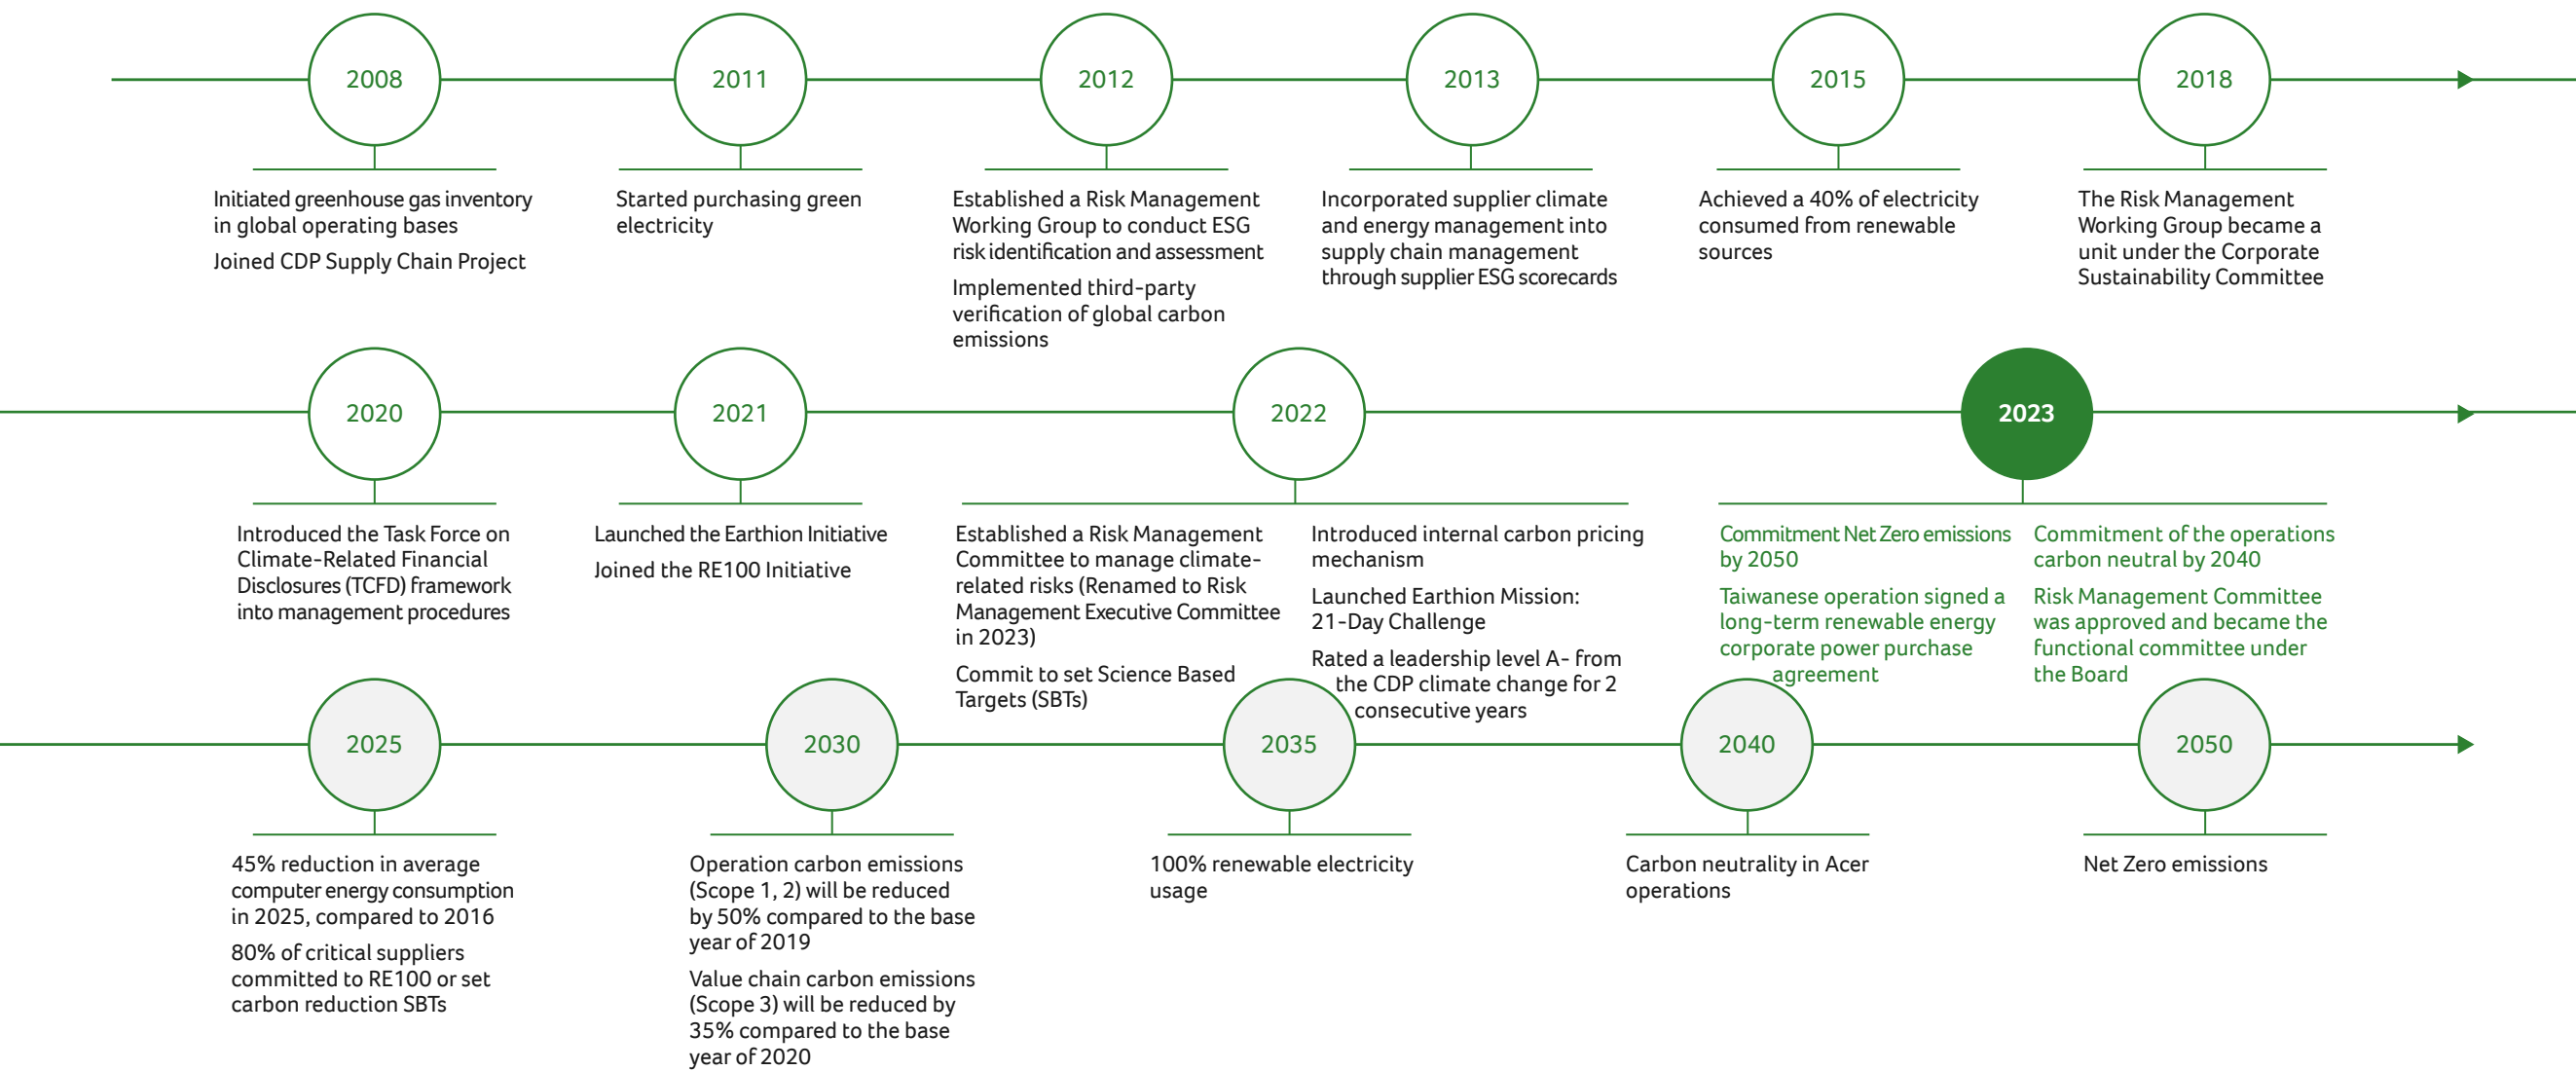 2008
Initiated greenhouse gas inventory
in global operating bases
Joined CDP Supply Chain Project
2011
Started purchasing green
electricity
2012
Established a Risk Management
Working Group to conduct ESG
risk identification and assessment
Implemented third-party
verification of global carbon
emissions
2013
Incorporated supplier climate
and energy management into
supply chain management
through supplier ESG scorecards
2015
Achieved a 40% of electricity
consumed from renewable
sources
2018
The Risk Management
Working Group became a
unit under the Corporate
Sustainability Committee
2020
Introduced the Task Force on
Climate-Related Financial
Disclosures (TCFD) framework
into management procedures
2021
Launched the Earthion Initiative
Joined the RE100 Initiative
2022
Established a Risk Management
Committee to manage climate-
related risks (Renamed to Risk
Management Executive Committee
in 2023)
Commit to set Science Based
Targets (SBTs)
Introduced internal carbon pricing
mechanism
Launched Earthion Mission:
21-Day Challenge
Rated a leadership level A- from
the CDP climate change for 2
consecutive years
2023
Commitment Net Zero emissions
by 2050
Taiwanese operation signed a
long-term renewable energy
corporate power purchase
agreement
Commitment of the operations
carbon neutral by 2040
Risk Management Committee
was approved and became the
functional committee under
the Board
2025
45% reduction in average
computer energy consumption
in 2025, compared to 2016
80% of critical suppliers
committed to RE100 or set
carbon reduction SBTs
2030
Operation carbon emissions
(Scope 1, 2) will be reduced
by 50% compared to the base
year of 2019
Value chain carbon emissions
(Scope 3) will be reduced by
35% compared to the base
year of 2020
2035
100% renewable electricity
usage
2040
Carbon neutrality in Acer
operations
2050
Net Zero emissions